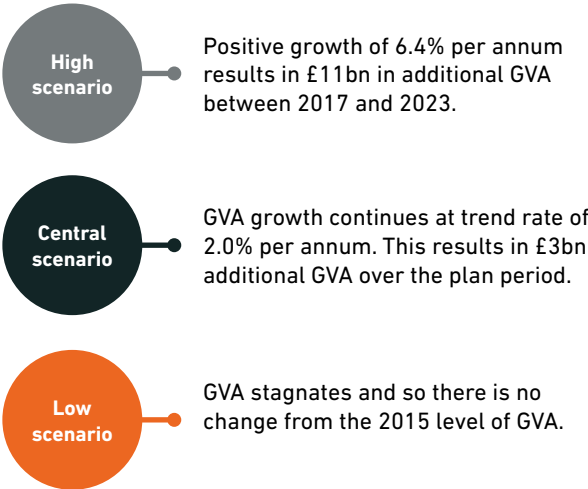 High
scenario
Positive growth of 6.4% per annum
results in £11bn in additional GVA
between 2017 and 2023.
Central
scenario
GVA growth continues at trend rate of
2.0% per annum. This results in £3bn
additional GVA over the plan period.
Low
scenario
GVA stagnates and so there is no
change from the 2015 level of GVA.